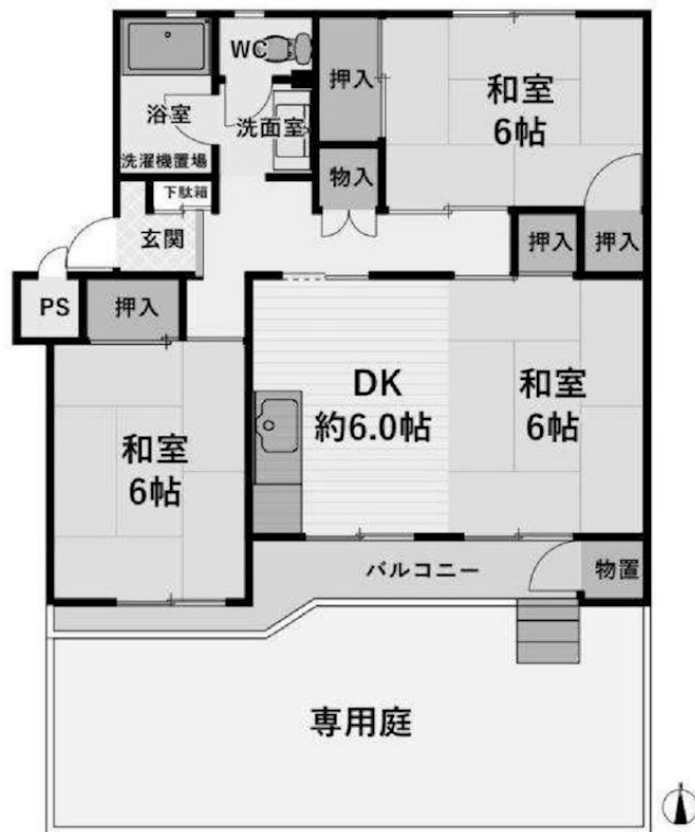 WC
押入
和室
6帖
浴室
洗面室
洗濯機置場
物入
下駄箱
玄関
押入
押入
PS
押入
DK
約6.0帖
和室
6帖
和室
6帖
バルコニー
物置
専用庭